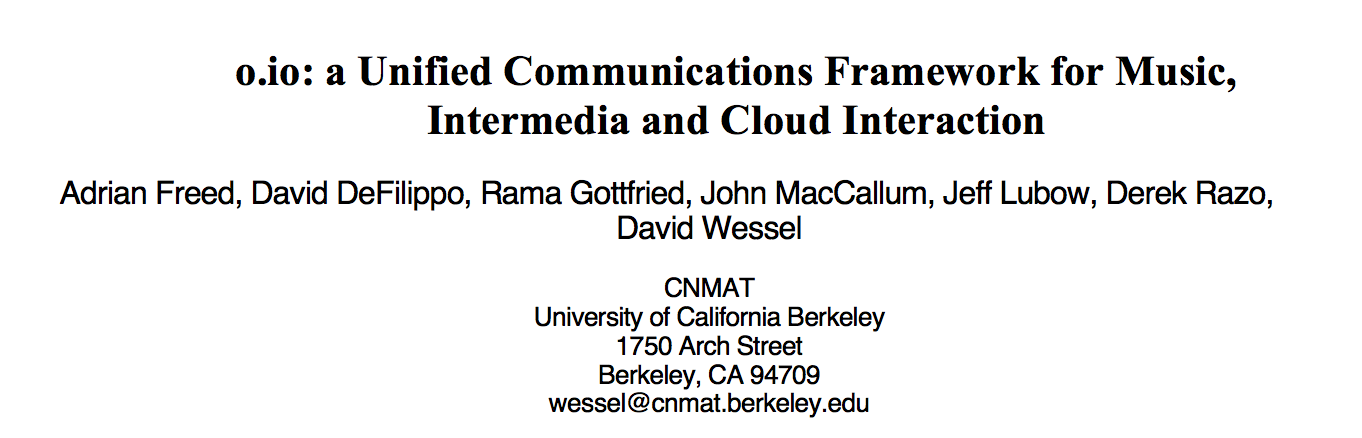 o.io: a Unified Communications Framework for Music,
Intermedia and Cloud Interaction
Adrian Freed, David DeFilippo, Rama Gottfried, John MacCallum, Jeff Lubow, Derek Razo,
David Wessel
CNMAT
University of California Berkeley
1750 Arch Street
Berkeley, CA 94709
wessel@cnmat.berkeley.edu